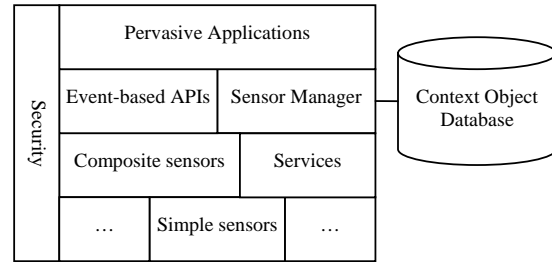 Pervasive Applications
Security
Event-based APIs
Sensor Manager
Context Object
Database
Composite sensors
Services
…
Simple sensors
…